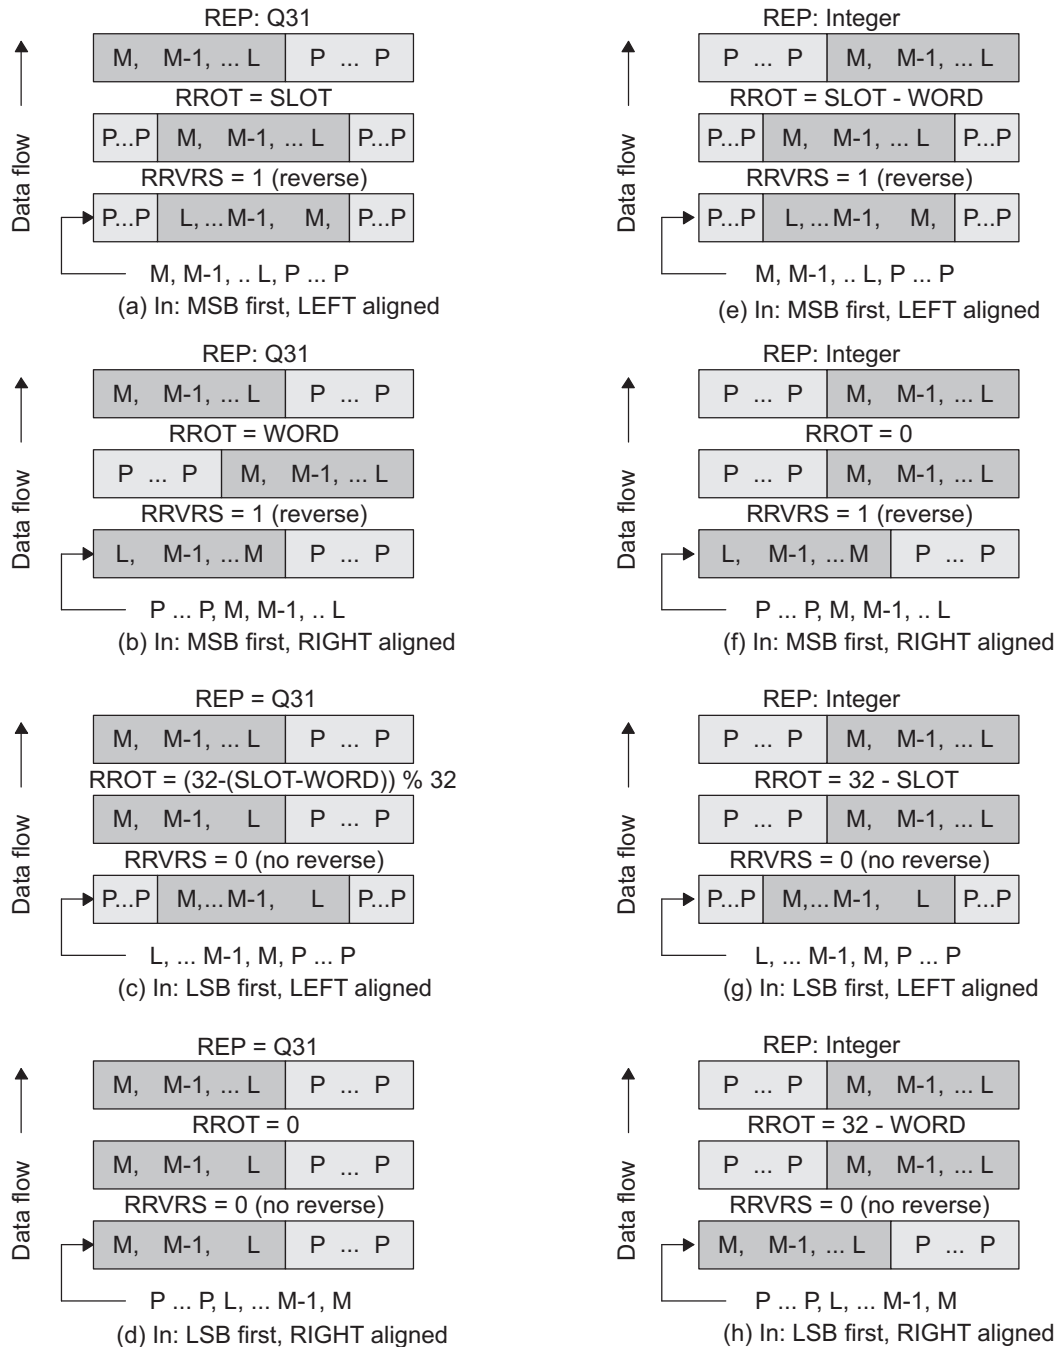 REP: Q31
M, M-1, ... L P ... P
RROT = SLOT
P...P M, M-1, ... L P...P
RRVRS = 1 (reverse)
P...P L, ... M-1, M, P...P
M, M-1, .. L, P ... P
(a) In: MSB first, LEFT aligned
Data flow
REP: Integer
P ... P M, M-1, ... L
RROT = SLOT - WORD
P...P M, M-1, ... L P...P
RRVRS = 1 (reverse)
P...P L, ... M-1, M, P...P
M, M-1, .. L, P ... P
(e) In: MSB first, LEFT aligned
Data flow
REP: Q31
M, M-1, ... L P ... P
RROT = WORD
P ... P M, M-1, ... L
RRVRS = 1 (reverse)
L, M-1, ... M P ... P
P ... P, M, M-1, .. L
(b) In: MSB first, RIGHT aligned
Data flow
REP: Integer
P ... P M, M-1, ... L
RROT = 0
P ... P M, M-1, ... L
RRVRS = 1 (reverse)
L, M-1, ... M P ... P
P ... P, M, M-1, .. L
(f) In: MSB first, RIGHT aligned
Data flow
REP = Q31
M, M-1, ... L P ... P
RROT = (32-(SLOT-WORD)) % 32
M, M-1, L P ... P
RRVRS = 0 (no reverse)
P...P M,... M-1, L P...P
L, ... M-1, M, P ... P
(c) In: LSB first, LEFT aligned
Data flow
REP: Integer
P ... P M, M-1, ... L
RROT = 32 - SLOT
P ... P M, M-1, ... L
RRVRS = 0 (no reverse)
P...P M,... M-1, L P...P
L, ... M-1, M, P ... P
(g) In: LSB first, LEFT aligned
Data flow
REP = Q31
M, M-1, ... L P ... P
RROT = 0
M, M-1, L P ... P
RRVRS = 0 (no reverse)
M, M-1, L P ... P
P ... P, L, ... M-1, M
(d) In: LSB first, RIGHT aligned
Data flow
REP: Integer
P ... P M, M-1, ... L
RROT = 32 - WORD
P ... P M, M-1, ... L
RRVRS = 0 (no reverse)
M, M-1, ... L P ... P
P ... P, L, ... M-1, M
(h) In: LSB first, RIGHT aligned
Data flow